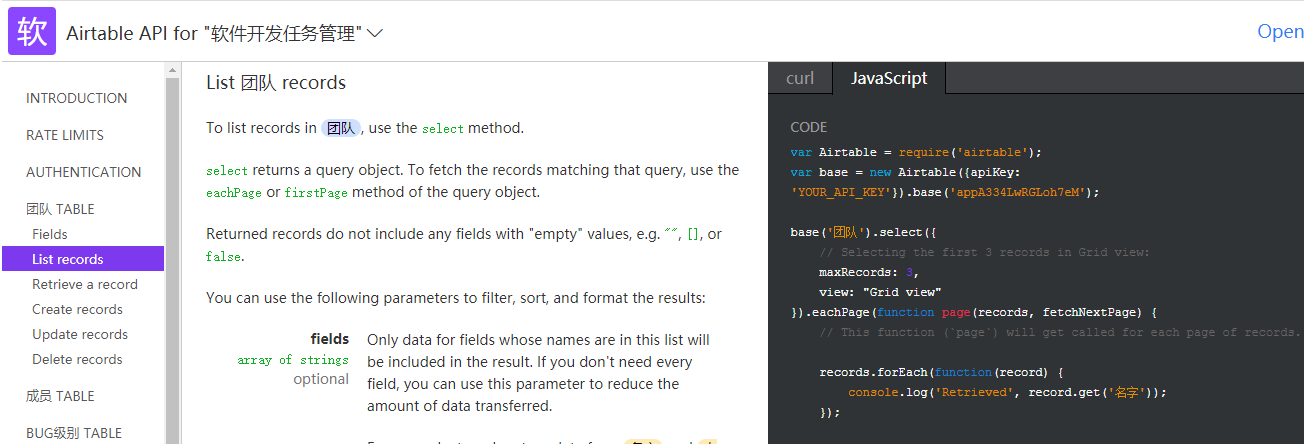 软 Airtable API for "软件开发任务管理"
Open
INTRODUCTION
RATE LIMITS
AUTHENTICATION
团队 TABLE
Fields
List records
Retrieve a record
Create records
Update records
Delete records
成员 TABLE
BUG级别 TABLE
List 团队 records
To list records in 团队, use the select method.
select returns a query object. To fetch the records matching that query, use the
eachPage or firstPage method of the query object.
Returned records do not include any fields with "empty" values, e.g. "", [], or
false.
You can use the following parameters to filter, sort, and format the results:
fields
array of strings
optional
Only data for fields whose names are in this list will
be included in the result. If you don't need every
field, you can use this parameter to reduce the
amount of data transferred.
curl
JavaScript
CODE
var Airtable = require('airtable');
var base = new Airtable({apiKey:
'YOUR_API_KEY'}).base('appA334LwRGLoh7eM');
base('团队').select({
// Selecting the first 3 records in Grid view:
maxRecords: 3,
view: "Grid view"
}).eachPage(function page(records, fetchNextPage) {
// This function (`page`) will get called for each page of records.
records.forEach(function(record) {
console.log('Retrieved', record.get('名字'));
});